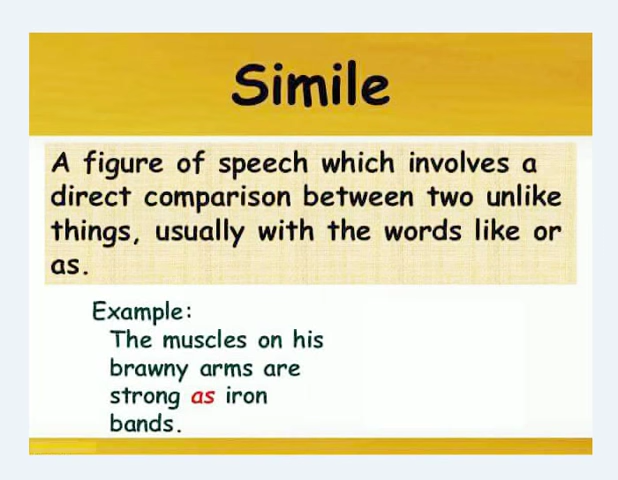 Simile
A figure of speech which involves a
direct comparison between two unlike
things, usually with the words like or
as.
Example:
The muscles on his
brawny arms are
strong as iron
bands.